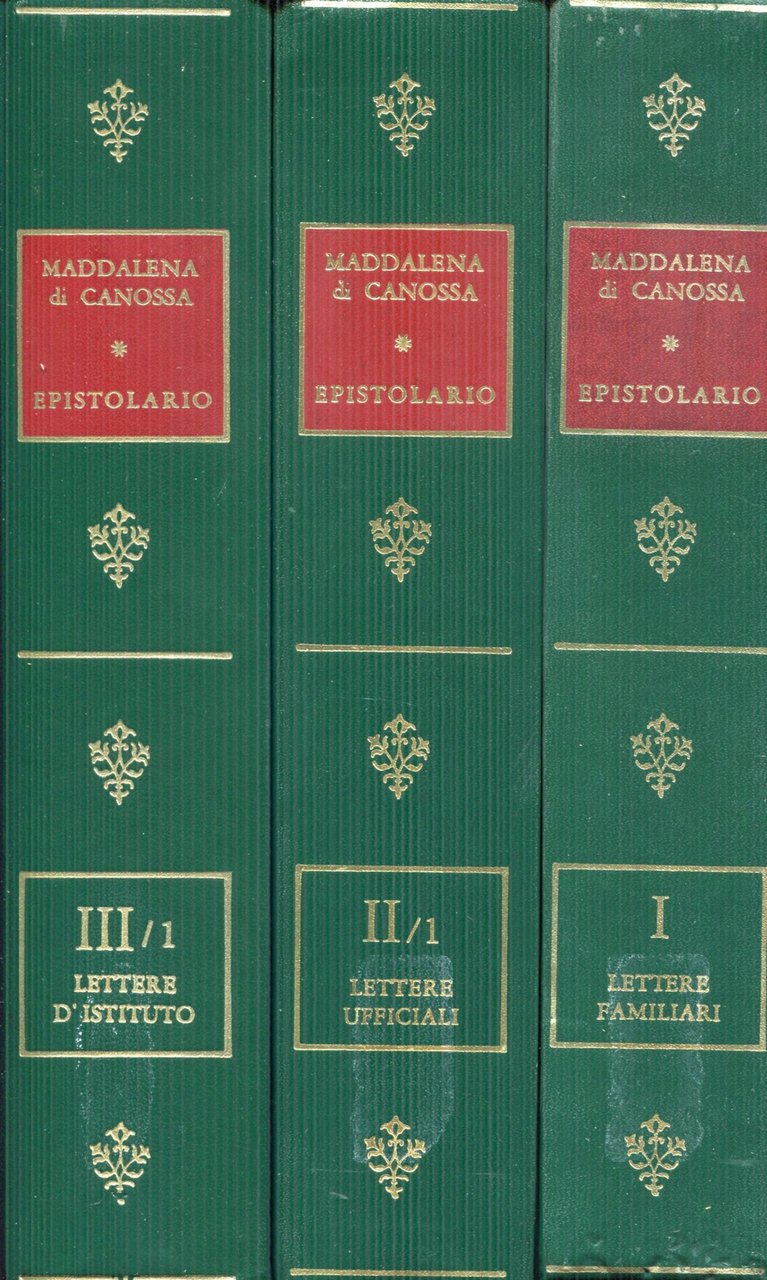 MADDALENA
di CANOSSA
*
EPISTOLARIO
III/1
LETTERE
D'ISTITUTO
MADDALENA
di CANOSSA
*
EPISTOLARIO
II/1
LETTERE
UFFICIALI
MADDALENA
di CANOSSA
*
EPISTOLARIO
I
LETTERE
FAMILIARI